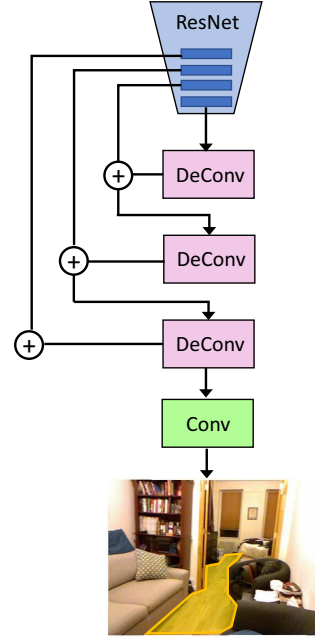 ResNet
DeConv
+
DeConv
+
DeConv
+
Conv